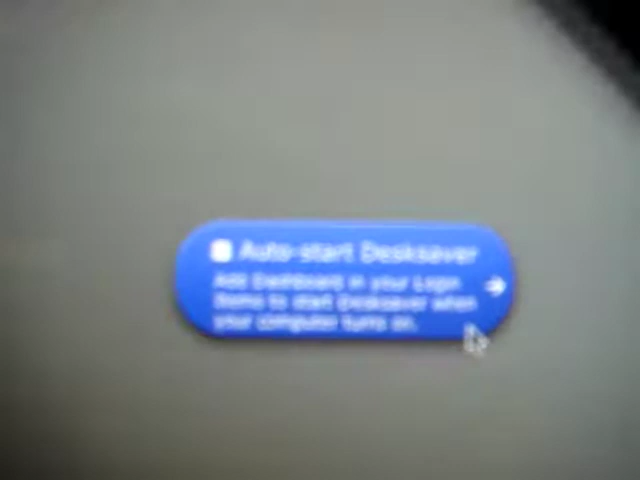 Auto-start Desksaver
Add Dashboard in your Login
Items to start Desksaver when
your computer turns on.